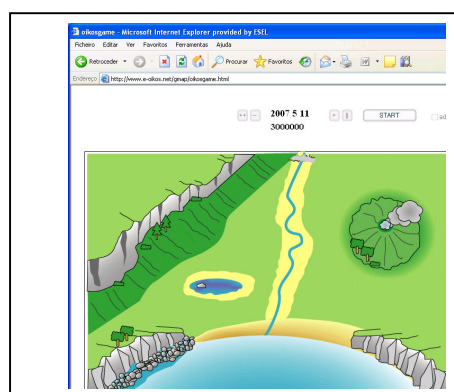 oikosgame - Microsoft Internet Explorer provided by ESEL
Ficheiro Editar Ver Favoritos Ferramentas Ajuda
Retroceder Procurar Favoritos
Endereço http://www.e-oikos.net/gmap/oikosgame.html
2007 5 11 START
3000000